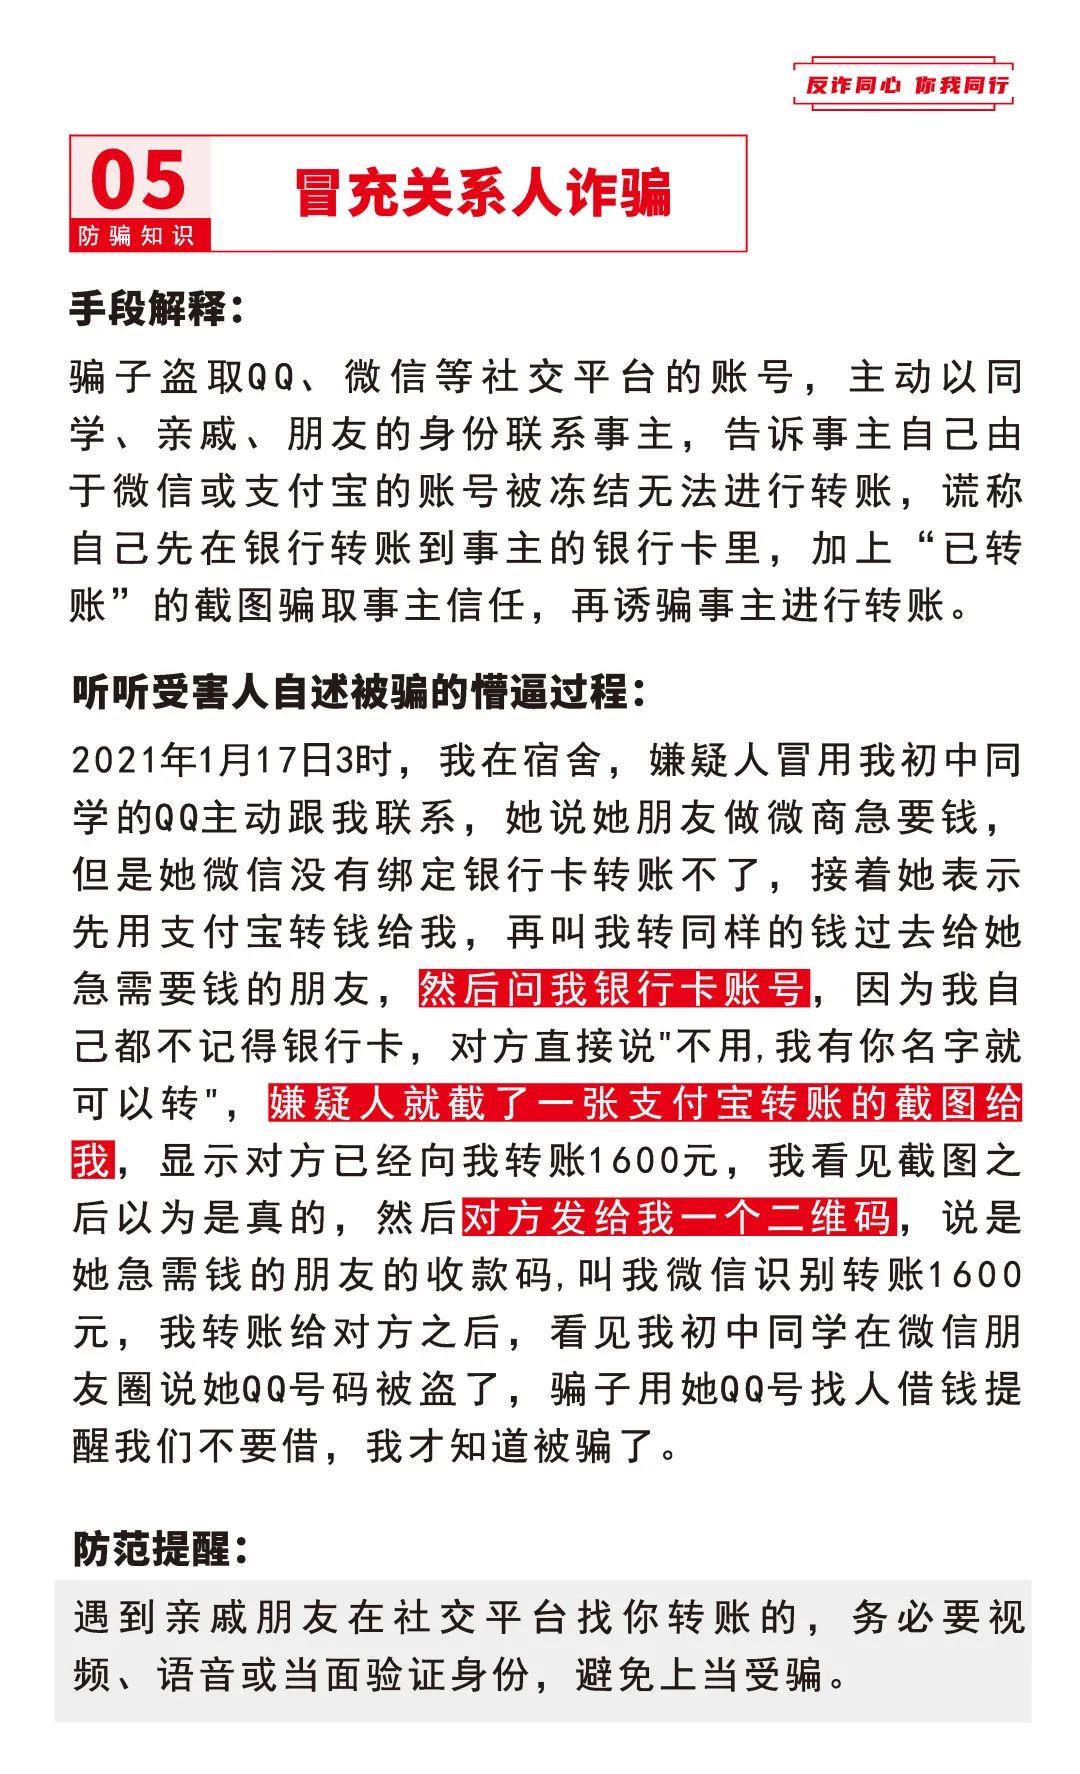 反诈同心 你我同行
05
防骗知识
冒充关系人诈骗
手段解释：
骗子盗取QQ、微信等社交平台的账号，主动以同
学、亲戚、朋友的身份联系事主，告诉事主自己由
于微信或支付宝的账号被冻结无法进行转账，谎称
自己先在银行转账到事主的银行卡里，加上“已转
账”的截图骗取事主信任，再诱骗事主进行转账。
听听受害人自述被骗的懵逼过程：
2021年1月17日3时，我在宿舍，嫌疑人冒用我初中同
学的QQ主动跟我联系，她说她朋友做微商急要钱，
但是她微信没有绑定银行卡转账不了，接着她表示
先用支付宝转钱给我，再叫我转同样的钱过去给她
急需要钱的朋友，然后问我银行卡账号，因为我自
己都不记得银行卡，对方直接说"不用,我有你名字就
可以转"，嫌疑人就截了一张支付宝转账的截图给
我，显示对方已经向我转账1600元，我看见截图之
后以为是真的，然后对方发给我一个二维码，说是
她急需钱的朋友的收款码,叫我微信识别转账1600
元，我转账给对方之后，看见我初中同学在微信朋
友圈说她QQ号码被盗了，骗子用她QQ号找人借钱提
醒我们不要借，我才知道被骗了。
防范提醒：
遇到亲戚朋友在社交平台找你转账的，务必要视
频、语音或当面验证身份，避免上当受骗。